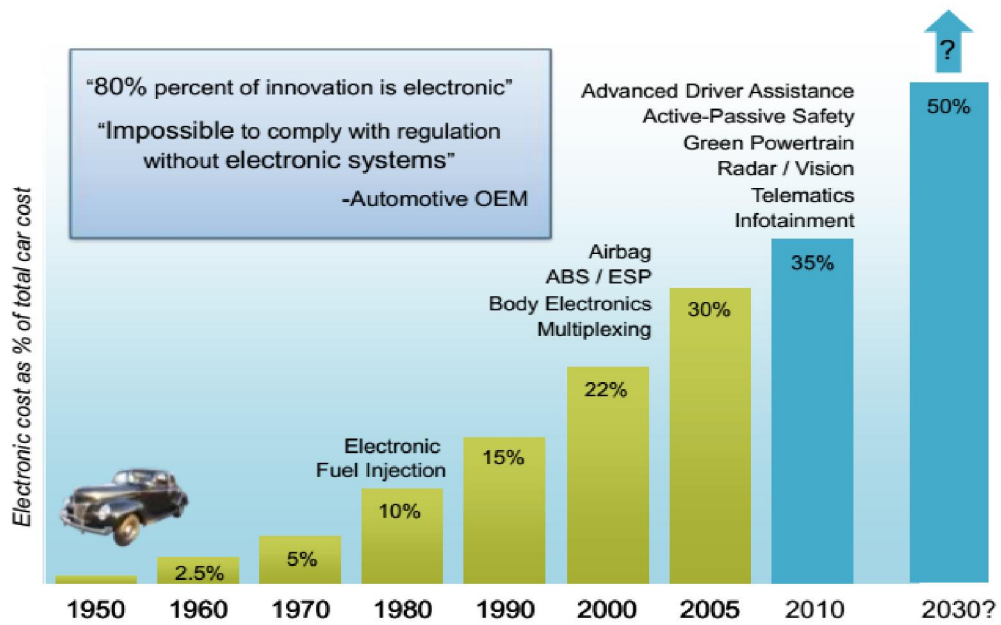 “80% percent of innovation is electronic”
“Impossible to comply with regulation
without electronic systems”
-Automotive OEM
?
50%
Advanced Driver Assistance
Active-Passive Safety
Green Powertrain
Radar / Vision
Telematics
Infotainment
35%
Airbag
ABS / ESP
Body Electronics
Multiplexing
30%
22%
Electronic
Fuel Injection
15%
10%
5%
2.5%
Electronic cost as % of total car cost
1950 1960 1970 1980 1990 2000 2005 2010 2030?